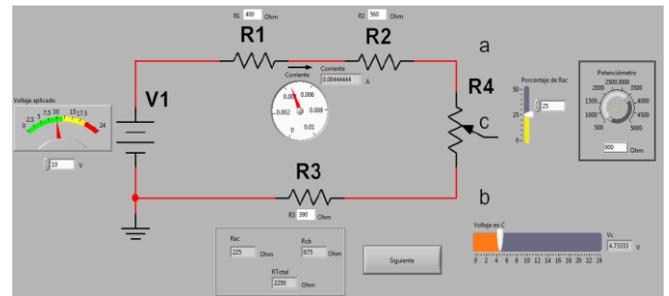 R1 400 Ohm
R2 560 Ohm
R1
R2
a
Corriente
Corriente
0.00444444 A
0.006
0.002
0.008
0
0.01
R4
c
Porcentaje de Rac
50
25
0
25
Potenciómetro
2500 3000
2000
3500
1500
4000
1000
4500
500
5000
900 Ohm
Voltaje aplicado
0 2.5 5 7.5 10 15 17.5 24
10 V
V1
R3
R3 390 Ohm
b
Rac
225 Ohm
Rcb
675 Ohm
RTotal
2250 Ohm
Siguiente
Voltaje en C
0 2 4 6 8 10 12 14 16 18 20 22 24
Vc
4.73333 V